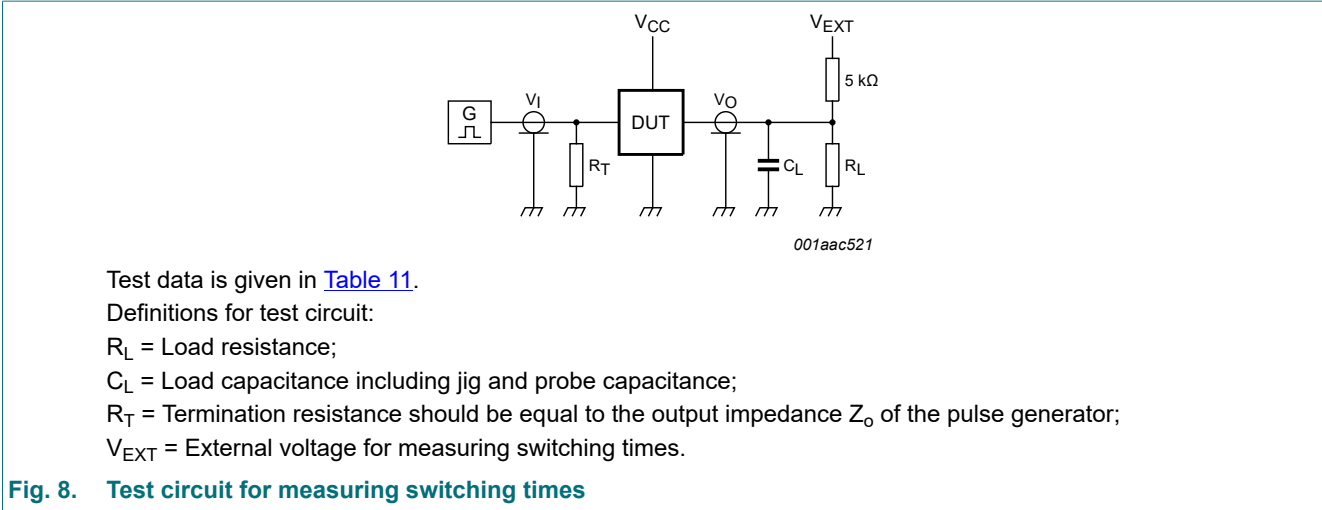 VCC
VEXT
5 kΩ
G
VI
DUT
VO
RT
CL
RL
001aac521
Test data is given in Table 11.
Definitions for test circuit:
RL = Load resistance;
CL = Load capacitance including jig and probe capacitance;
RT = Termination resistance should be equal to the output impedance Zo of the pulse generator;
VEXT = External voltage for measuring switching times.
Fig. 8. Test circuit for measuring switching times